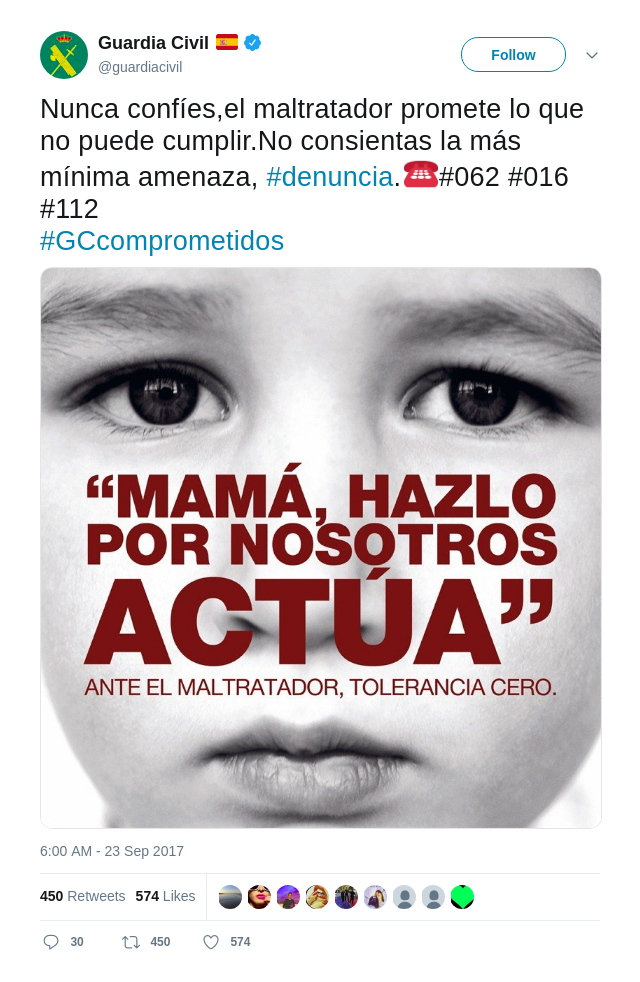 Guardia Civil 🇪🇸
@guardiacivil
Follow
Nunca confíes,el maltratador promete lo que
no puede cumplir.No consientas la más
mínima amenaza, #denuncia.☎️#062 #016
#112
#GCcomprometidos
“MAMÁ, HAZLO
POR NOSOTROS
ACTÚA”
ANTE EL MALTRATADOR, TOLERANCIA CERO.
6:00 AM - 23 Sep 2017
450 Retweets 574 Likes
30 450 574